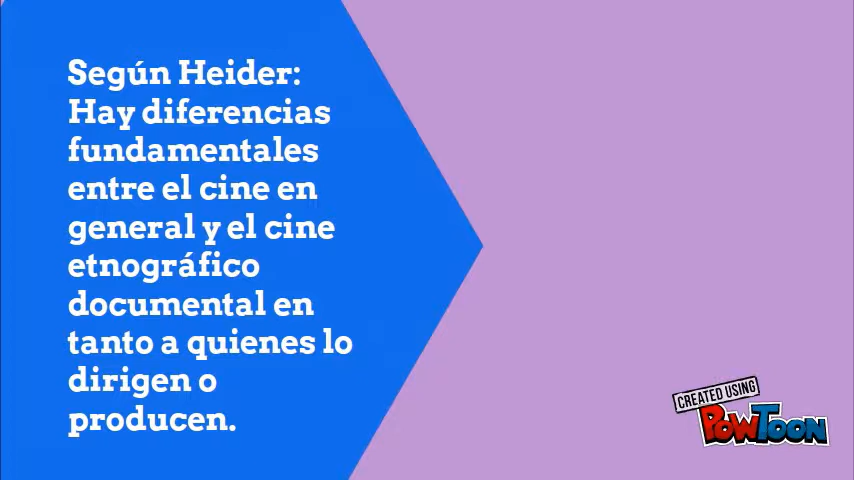 Según Heider:
Hay diferencias
fundamentales
entre el cine en
general y el cine
etnográfico
documental en
tanto a quienes lo
dirigen o
producen.
CREATED USING
POWTOON